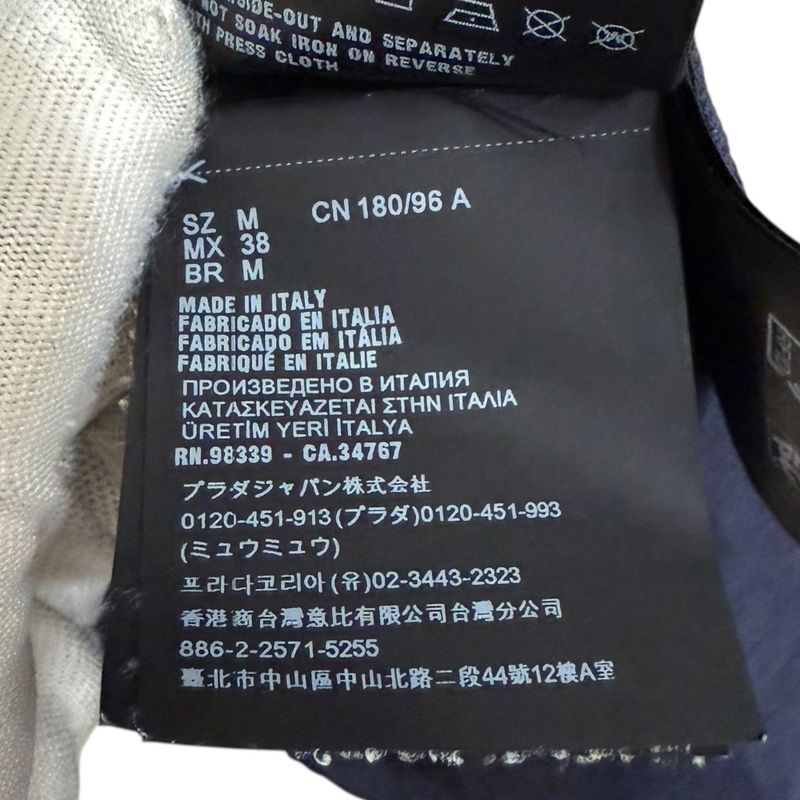 INSIDE-OUT AND SEPARATELY
NOT SOAK IRON ON REVERSE
PRESS CLOTH
SZ M CN 180/96 A
MX 38
BR M
MADE IN ITALY
FABRICADO EN ITALIA
FABRICADO EM ITÁLIA
FABRIQUÉ EN ITALIE
ПРОИЗВЕДЕНО В ИТАЛИЯ
ΚΑΤΑΣΚΕΥΑΖΕΤΑΙ ΣΤΗΝ ΙΤΑΛΙΑ
ÜRETİM YERİ İTALYA
RN.98339 - CA.34767
プラダジャパン株式会社
0120-451-913(プラダ)0120-451-993
(ミュウミュウ)
프라다코리아(유)02-3443-2323
香港商台灣意比有限公司台灣分公司
886-2-2571-5255
臺北市中山區中山北路二段44號12樓A室